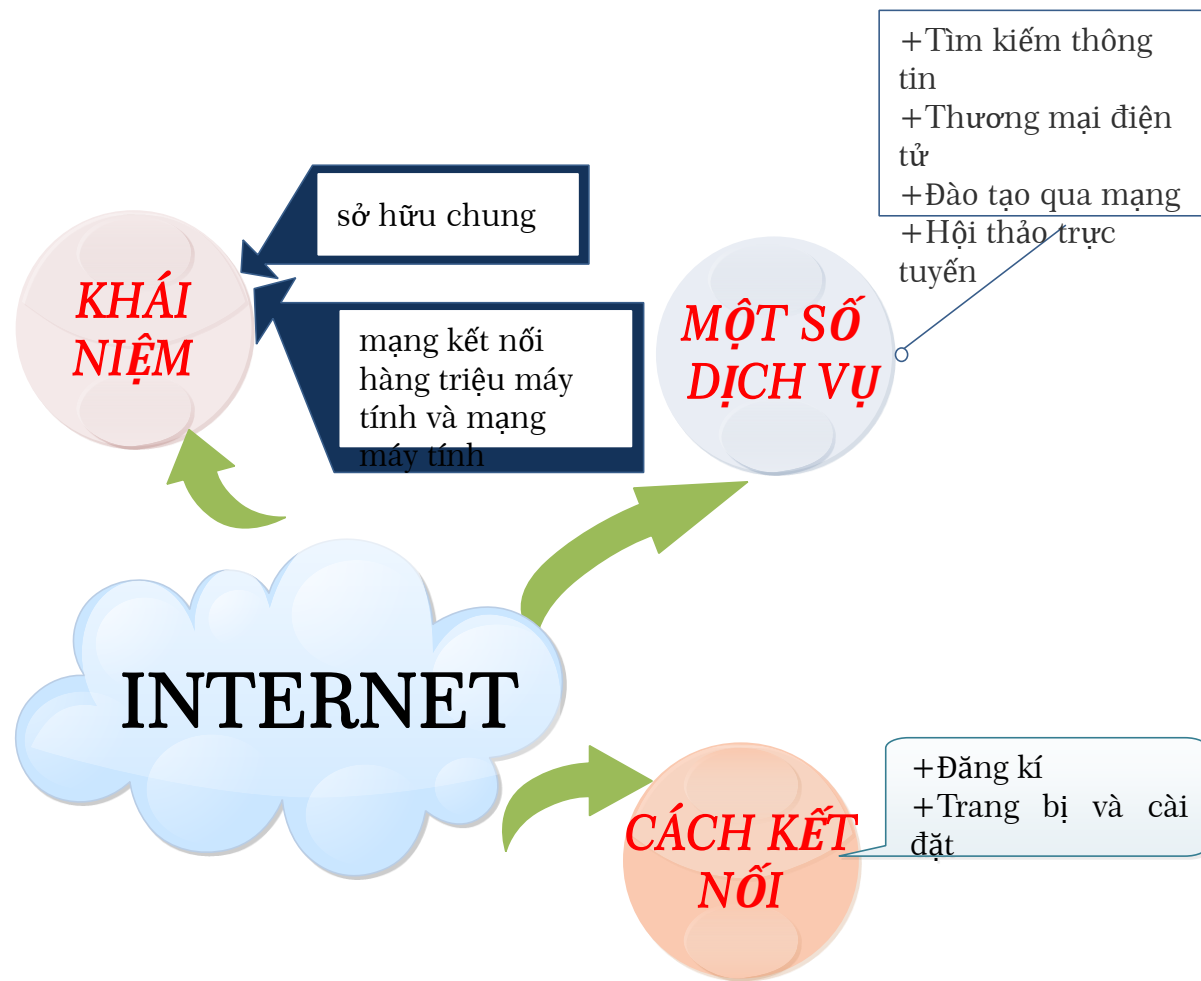 +Tìm kiếm thông
tin
+Thương mại điện
tử
+Đào tạo qua mạng
+Hội thảo trực
tuyến
sở hữu chung
KHÁI
NIỆM
mạng kết nối
hàng triệu máy
tính và mạng
máy tính
MỘT SỐ
DỊCH VỤ
INTERNET
+Đăng kí
+Trang bị và cài
đặt
CÁCH KẾT
NỐI